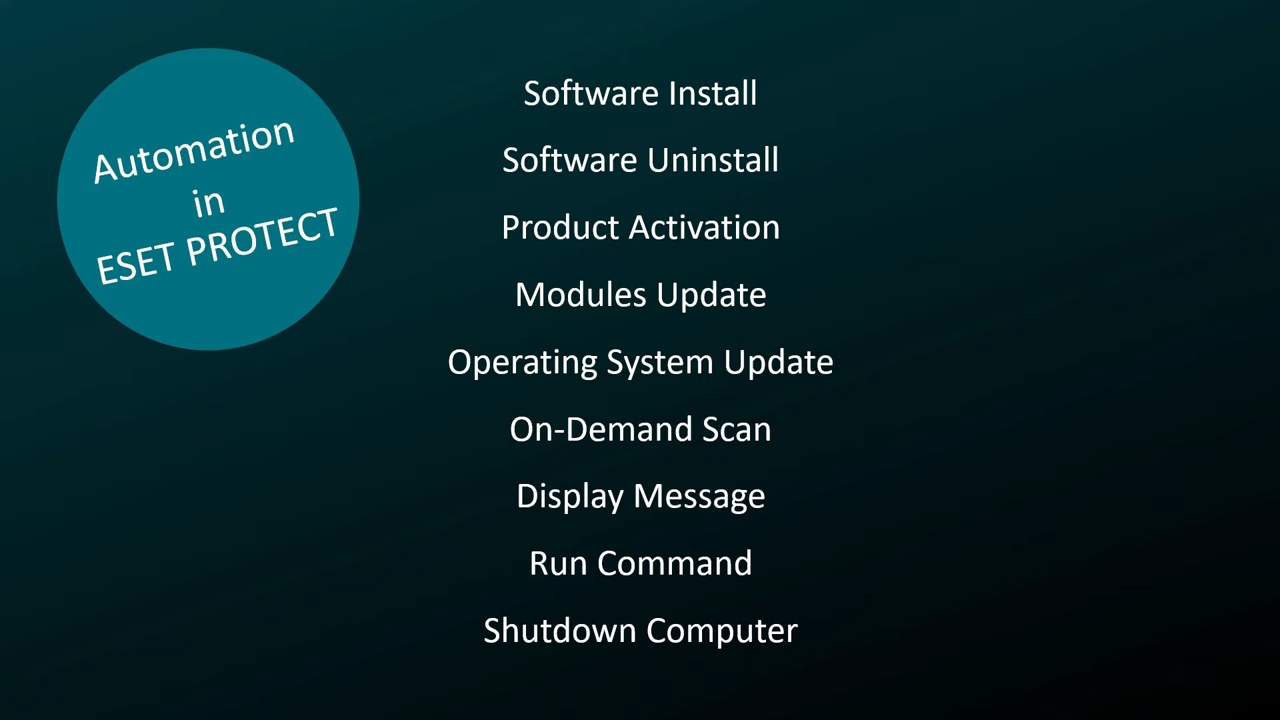 Automation
in
ESET PROTECT
Software Install
Software Uninstall
Product Activation
Modules Update
Operating System Update
On-Demand Scan
Display Message
Run Command
Shutdown Computer